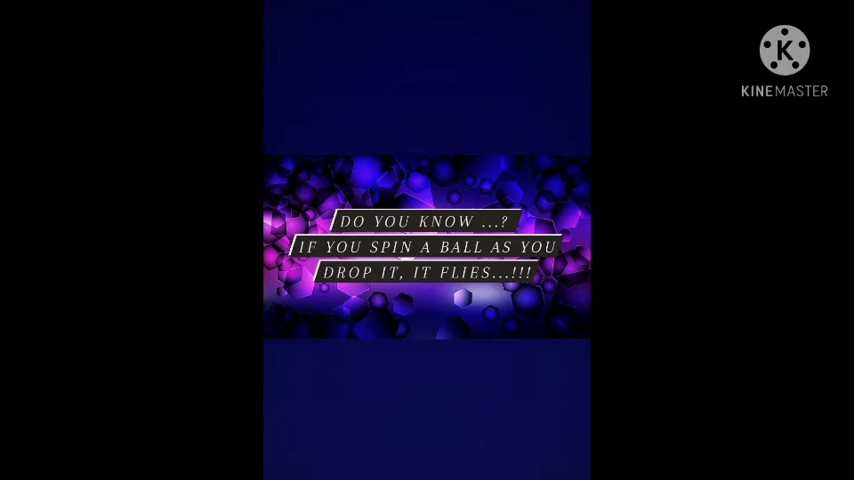 DO YOU KNOW ...?
IF YOU SPIN A BALL AS YOU
DROP IT, IT FLIES...!!!
K
KINEMASTER